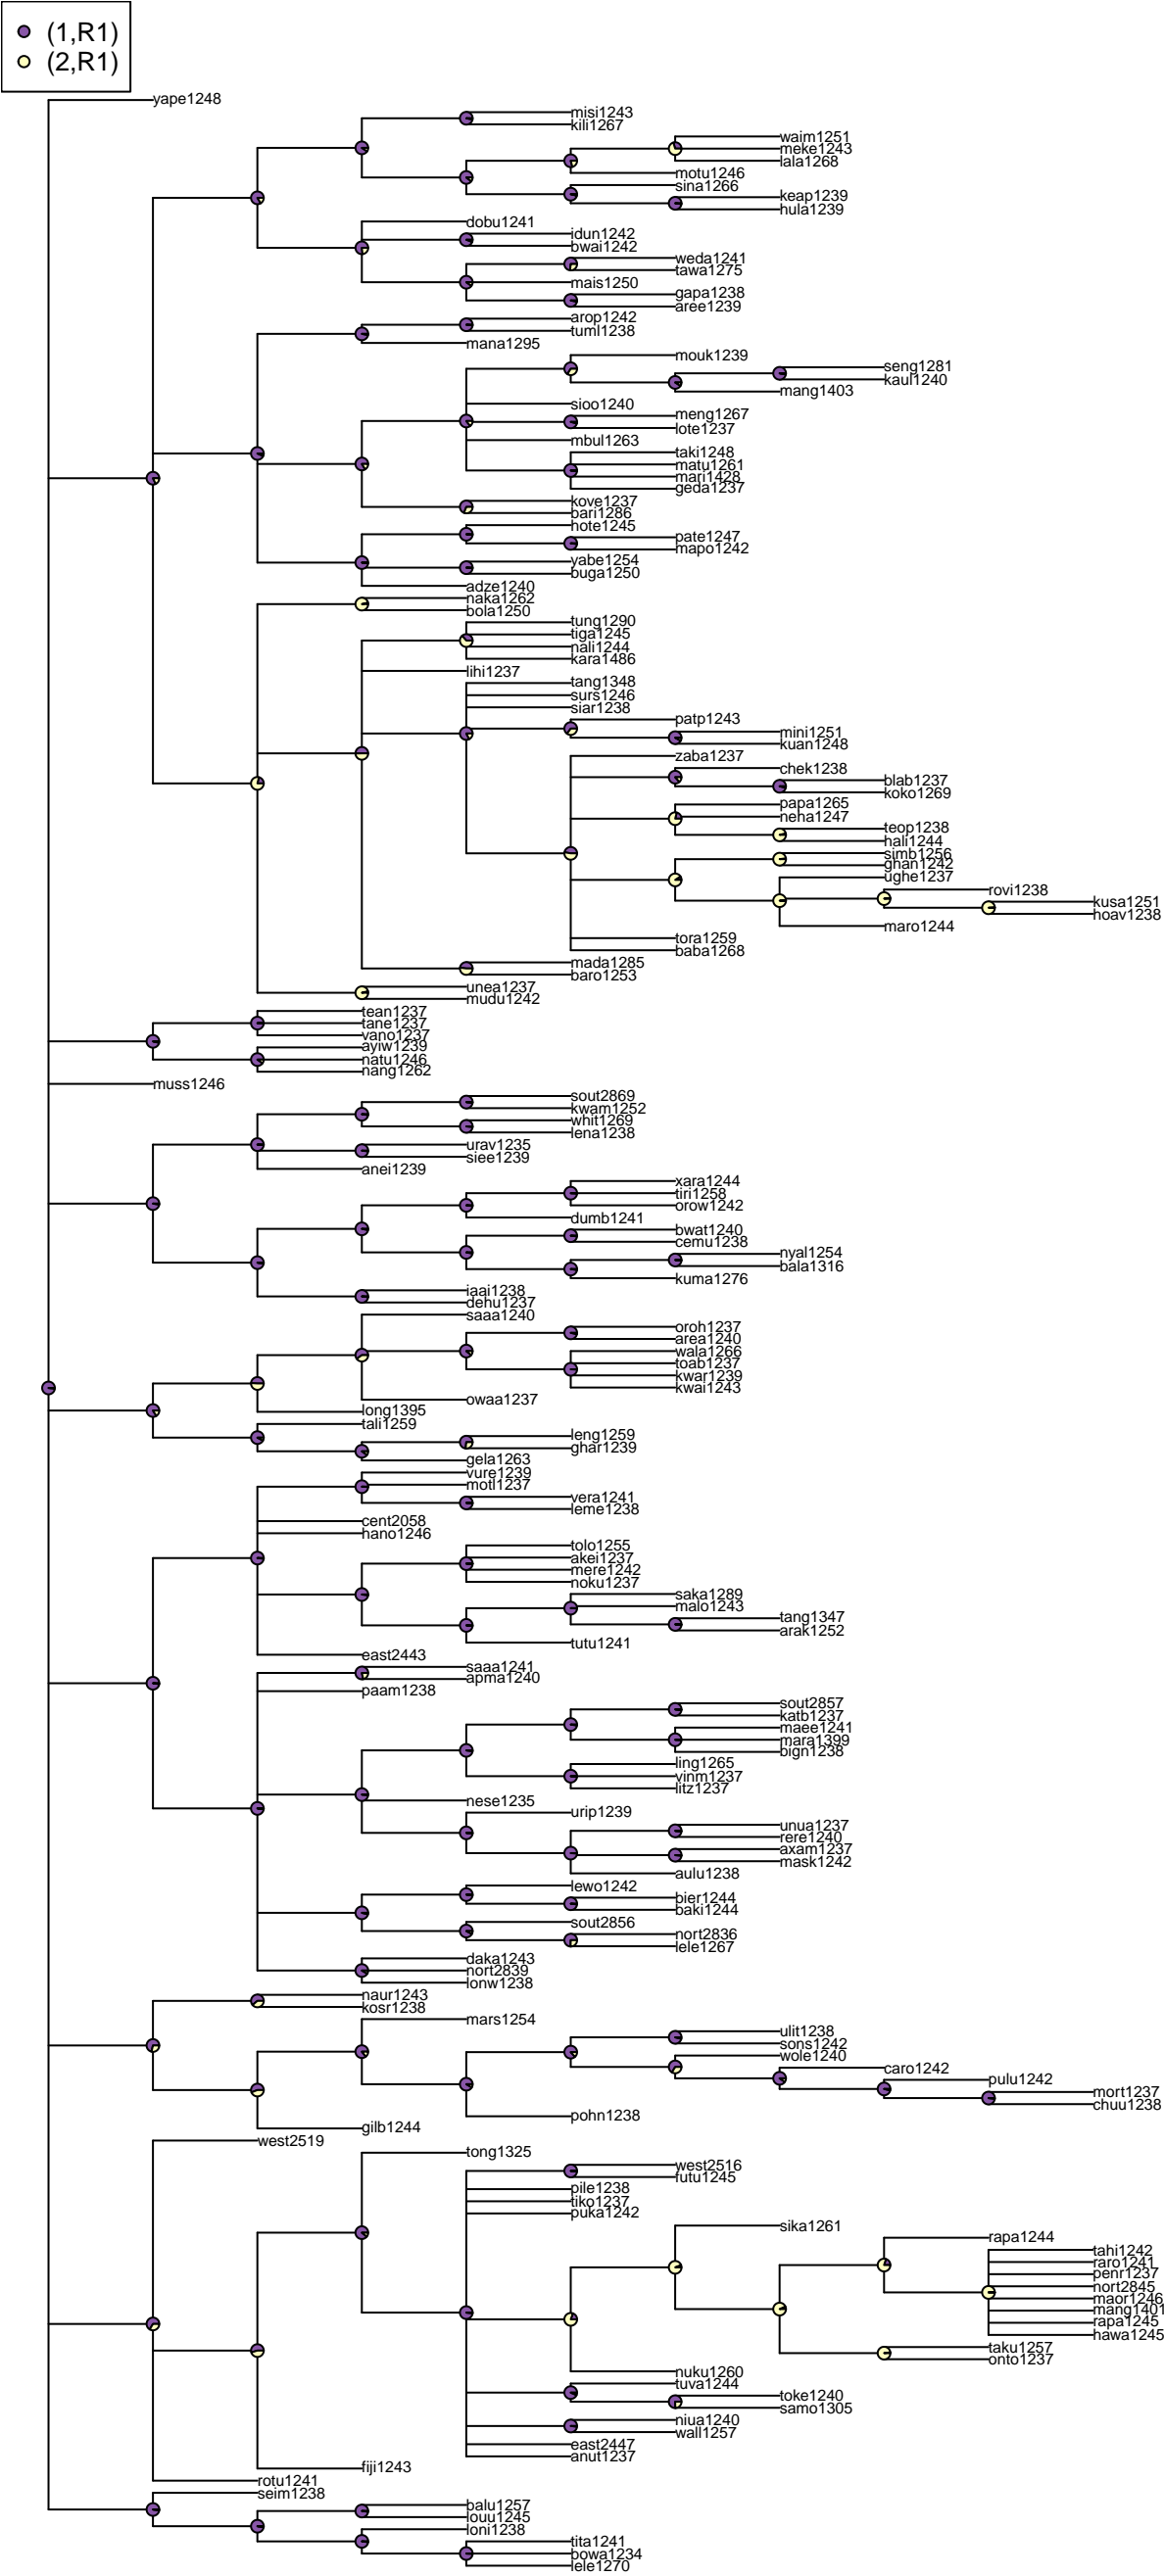 (1,R1)
(2,R1)
yape1248
misi1243
kili1267
waim1251
meke1243
lala1268
motu1246
sina1266
keap1239
hula1239
dobu1241
idun1242
bwai1242
weda1241
tawa1275
mais1250
gapa1238
aree1239
arop1242
tuml1238
mana1295
mouk1239
seng1281
kaul1240
mang1403
sioo1240
meng1267
lote1237
mbul1263
taki1248
matu1261
mari1428
geda1237
kove1237
bari1286
hote1245
pate1247
mapo1242
yabe1254
buga1250
adze1240
naka1262
bola1250
tung1290
tiga1245
nali1244
kara1486
lihi1237
tang1348
surs1246
siar1238
patp1243
mini1251
kuan1248
zaba1237
chek1238
blab1237
koko1269
papa1265
neha1247
teop1238
hali1244
simb1256
ghan1242
ughe1237
rovi1238
kusa1251
hoav1238
maro1244
tora1259
baba1268
mada1285
baro1253
unea1237
mudu1242
tean1237
tane1237
vano1237
ayiw1239
natu1246
nang1262
muss1246
sout2869
kwam1252
whit1269
lena1238
urav1235
siee1239
anei1239
xara1244
tiri1258
orow1242
dumb1241
bwat1240
cemu1238
nyal1254
bala1316
kuma1276
iaai1238
dehu1237
saaa1240
oroh1237
area1240
wala1266
toab1237
kwar1239
kwai1243
owaa1237
long1395
tali1259
leng1259
ghar1239
gela1263
vure1239
motl1237
vera1241
leme1238
cent2058
hano1246
tolo1255
akei1237
mere1242
noku1237
saka1289
malo1243
tang1347
arak1252
tutu1241
east2443
saaa1241
apma1240
paam1238
sout2857
katb1237
maee1241
mara1399
bign1238
ling1265
vinm1237
litz1237
nese1235
urip1239
unua1237
rere1240
axam1237
mask1242
aulu1238
lewo1242
bier1244
baki1244
sout2856
nort2836
lele1267
daka1243
nort2839
lonw1238
naur1243
kosr1238
mars1254
ulit1238
sons1242
wole1240
caro1242
pulu1242
mort1237
chuu1238
pohn1238
gilb1244
west2519
tong1325
west2516
futu1245
pile1238
tiko1237
puka1242
sika1261
rapa1244
tahi1242
raro1241
penr1237
nort2845
maor1246
mang1401
rapa1245
hawa1245
taku1257
onto1237
nuku1260
tuva1244
toke1240
samo1305
niua1240
wall1257
east2447
anut1237
fiji1243
rotu1241
seim1238
balu1257
louu1245
loni1238
tita1241
bowa1234
lele1270